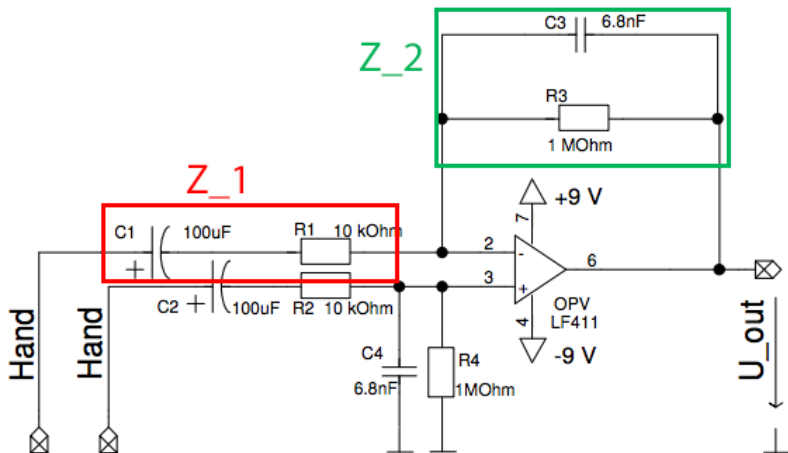 C3 6.8nF
Z_2
R3
1 MOhm
Z_1
+9 V
7
C1 100uF R1 10 kOhm
2
-
6
+
3
+
C2 + 100uF R2 10 kOhm
OPV
LF411
4
-9 V
C4
6.8nF
R4
1MOhm
Hand
Hand
U_out